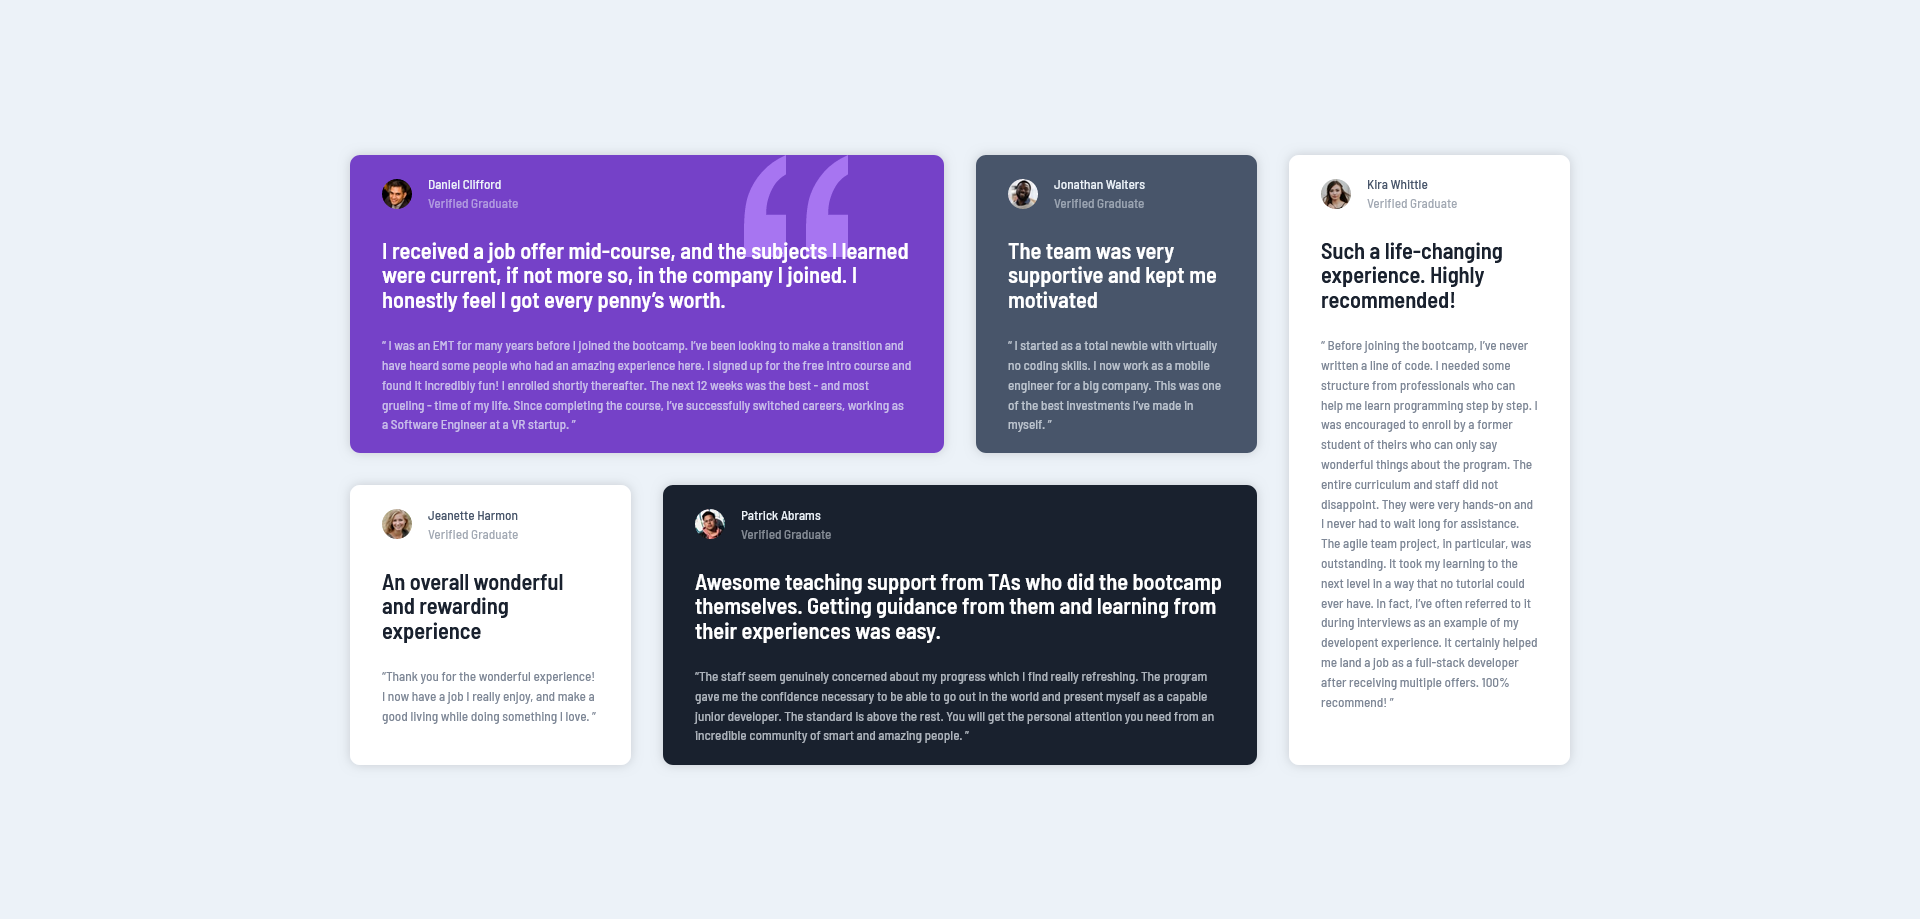 Daniel Clifford
Verified Graduate
I received a job offer mid-course, and the subjects I learned
were current, if not more so, in the company I joined. I
honestly feel I got every penny’s worth.
“ I was an EMT for many years before I joined the bootcamp. I’ve been looking to make a transition and
have heard some people who had an amazing experience here. I signed up for the free intro course and
found it incredibly fun! I enrolled shortly thereafter. The next 12 weeks was the best - and most
grueling - time of my life. Since completing the course, I’ve successfully switched careers, working as
a Software Engineer at a VR startup. ”
Jonathan Walters
Verified Graduate
The team was very
supportive and kept me
motivated
“ I started as a total newbie with virtually
no coding skills. I now work as a mobile
engineer for a big company. This was one
of the best investments I’ve made in
myself. ”
Kira Whittle
Verified Graduate
Such a life-changing
experience. Highly
recommended!
“ Before joining the bootcamp, I’ve never
written a line of code. I needed some
structure from professionals who can
help me learn programming step by step. I
was encouraged to enroll by a former
student of theirs who can only say
wonderful things about the program. The
entire curriculum and staff did not
disappoint. They were very hands-on and
I never had to wait long for assistance.
The agile team project, in particular, was
outstanding. It took my learning to the
next level in a way that no tutorial could
ever have. In fact, I’ve often referred to it
during interviews as an example of my
developent experience. It certainly helped
me land a job as a full-stack developer
after receiving multiple offers. 100%
recommend! ”
Jeanette Harmon
Verified Graduate
An overall wonderful
and rewarding
experience
“Thank you for the wonderful experience!
I now have a job I really enjoy, and make a
good living while doing something I love. ”
Patrick Abrams
Verified Graduate
Awesome teaching support from TAs who did the bootcamp
themselves. Getting guidance from them and learning from
their experiences was easy.
“The staff seem genuinely concerned about my progress which I find really refreshing. The program
gave me the confidence necessary to be able to go out in the world and present myself as a capable
junior developer. The standard is above the rest. You will get the personal attention you need from an
incredible community of smart and amazing people. ”